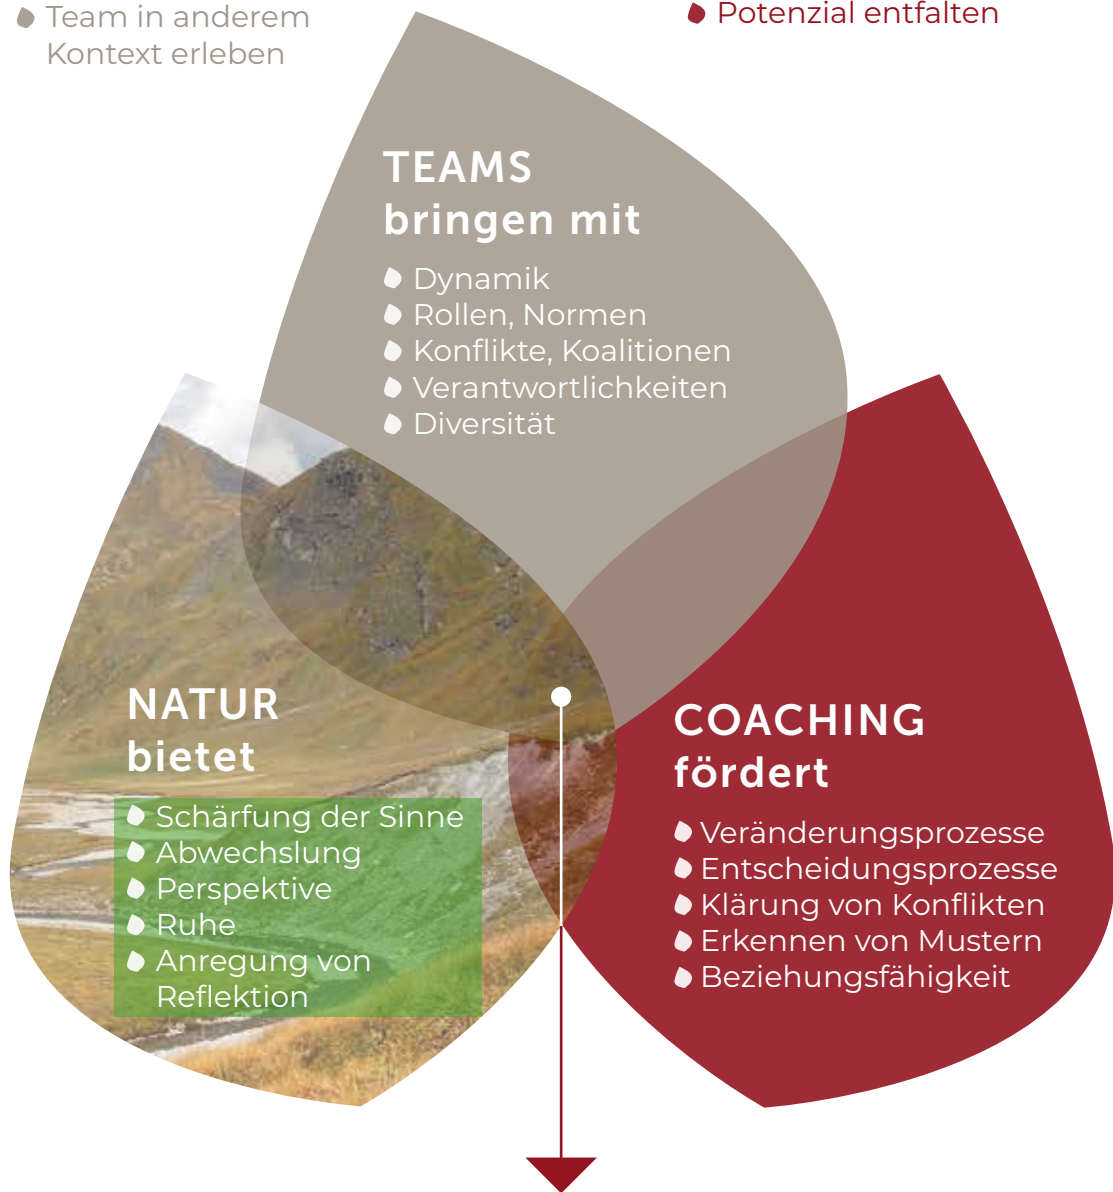 Team in anderem
Kontext erleben
Potenzial entfalten
TEAMS
bringen mit
Dynamik
Rollen, Normen
Konflikte, Koalitionen
Verantwortlichkeiten
Diversität
NATUR
bietet
Schärfung der Sinne
Abwechslung
Perspektive
Ruhe
Anregung von
Reflektion
COACHING
fördert
Veränderungsprozesse
Entscheidungsprozesse
Klärung von Konflikten
Erkennen von Mustern
Beziehungsfähigkeit